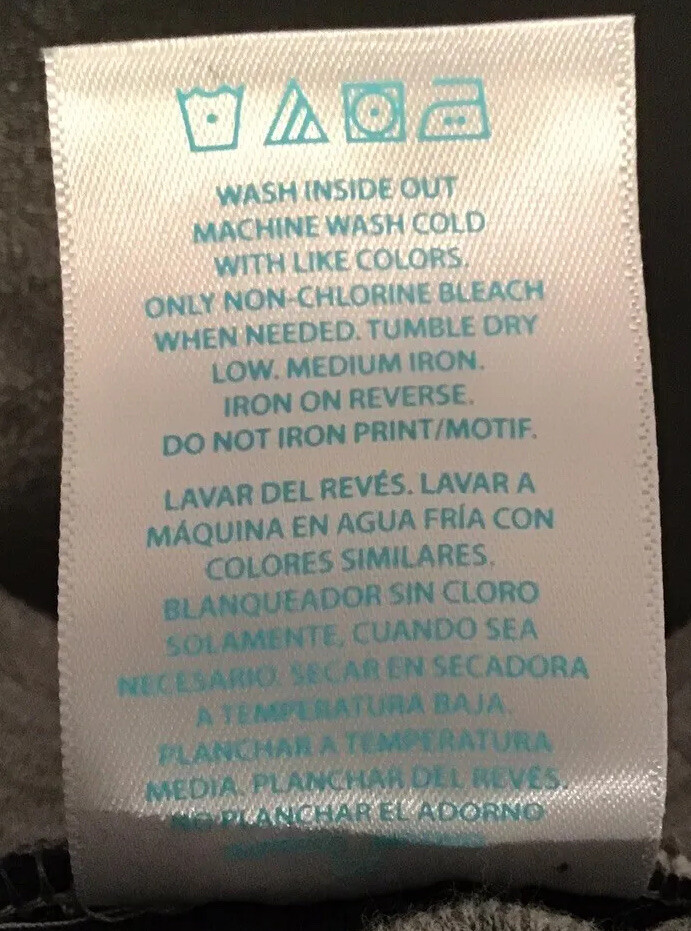 WASH INSIDE OUT
MACHINE WASH COLD
WITH LIKE COLORS.
ONLY NON-CHLORINE BLEACH
WHEN NEEDED. TUMBLE DRY
LOW. MEDIUM IRON.
IRON ON REVERSE.
DO NOT IRON PRINT/MOTIF.
LAVAR DEL REVÉS. LAVAR A
MÁQUINA EN AGUA FRÍA CON
COLORES SIMILARES.
BLANQUEADOR SIN CLORO
SOLAMENTE, CUANDO SEA
NECESARIO. SECAR EN SECADORA
A TEMPERATURA BAJA.
PLANCHAR A TEMPERATURA
MEDIA. PLANCHAR DEL REVÉS.
NO PLANCHAR EL ADORNO